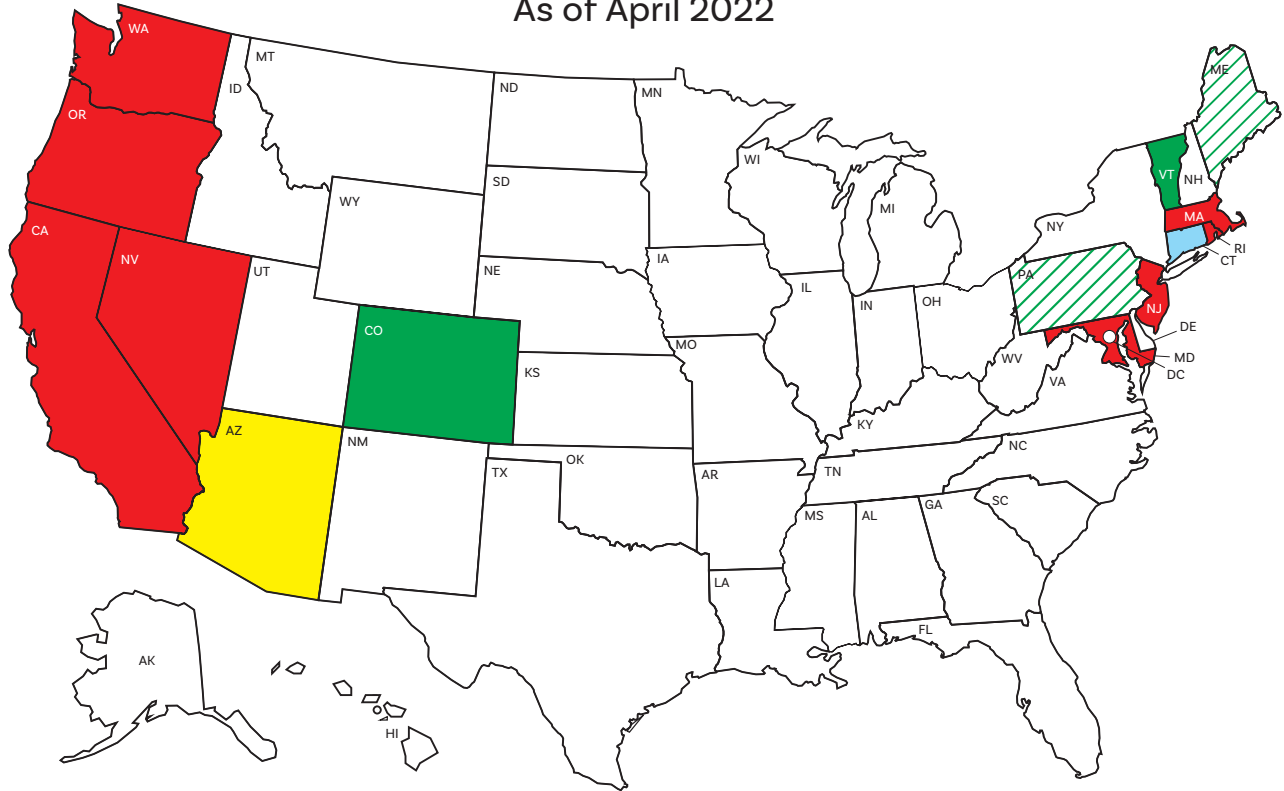 As of April 2022
WA
MT
ME
ID
ND
MN
OR
WI
VT
NH
SD
WY
MI
MA
NY
CA
RI
NV
IA
CT
UT
NE
PA
IL
IN
OH
NJ
CO
DE
MO
WV
MD
KS
DC
VA
AZ
KY
NM
NC
OK
TX
AR
TN
SC
GA
MS
AL
LA
FL
AK
HI